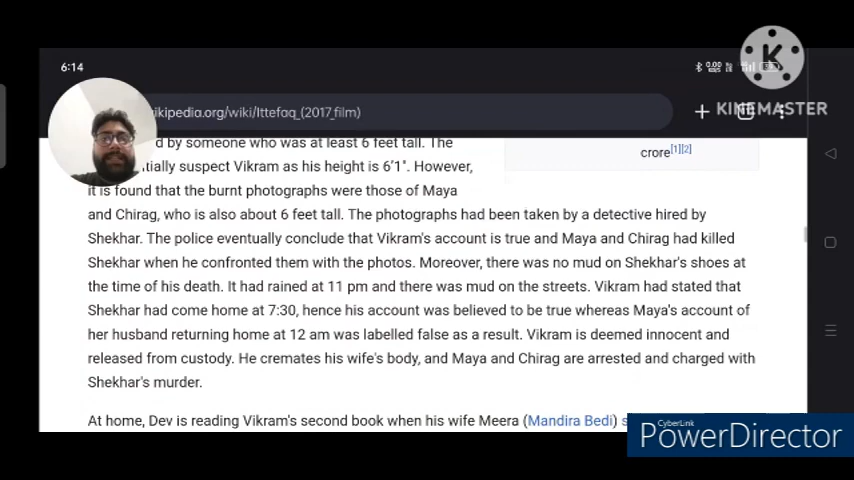 6:14
0.00
K
KINEMASTER
ikipedia.org/wiki/Ittefaq_(2017_film)
d by someone who was at least 6 feet tall. The
crore[1][2]
tially suspect Vikram as his height is 6'1". However,
it is found that the burnt photographs were those of Maya
and Chirag, who is also about 6 feet tall. The photographs had been taken by a detective hired by
Shekhar. The police eventually conclude that Vikram's account is true and Maya and Chirag had killed
Shekhar when he confronted them with the photos. Moreover, there was no mud on Shekhar's shoes at
the time of his death. It had rained at 11 pm and there was mud on the streets. Vikram had stated that
Shekhar had come home at 7:30, hence his account was believed to be true whereas Maya's account of
her husband returning home at 12 am was labelled false as a result. Vikram is deemed innocent and
released from custody. He cremates his wife's body, and Maya and Chirag are arrested and charged with
Shekhar's murder.
At home, Dev is reading Vikram's second book when his wife Meera (Mandira Bedi) s
CyberLink
PowerDirector